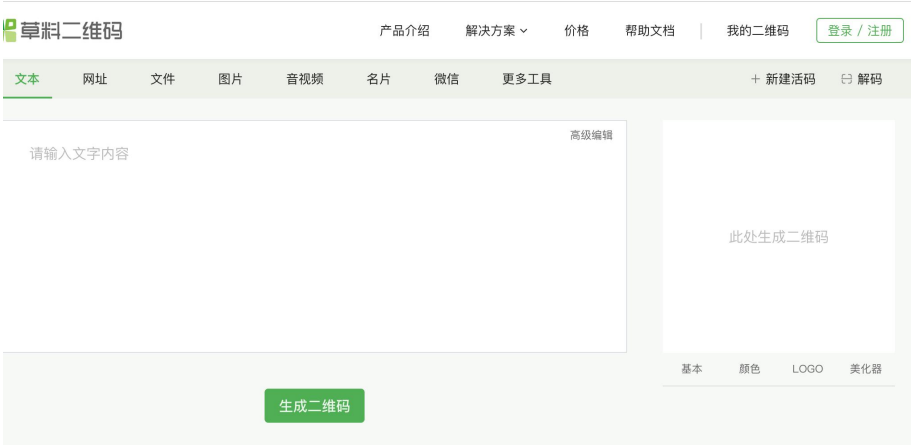 草料二维码 产品介绍 解决方案 价格 帮助文档 我的二维码 登录 / 注册
文本 网址 文件 图片 音视频 名片 微信 更多工具 + 新建活码 解码
高级编辑
请输入文字内容
此处生成二维码
基本 颜色 LOGO 美化器
生成二维码